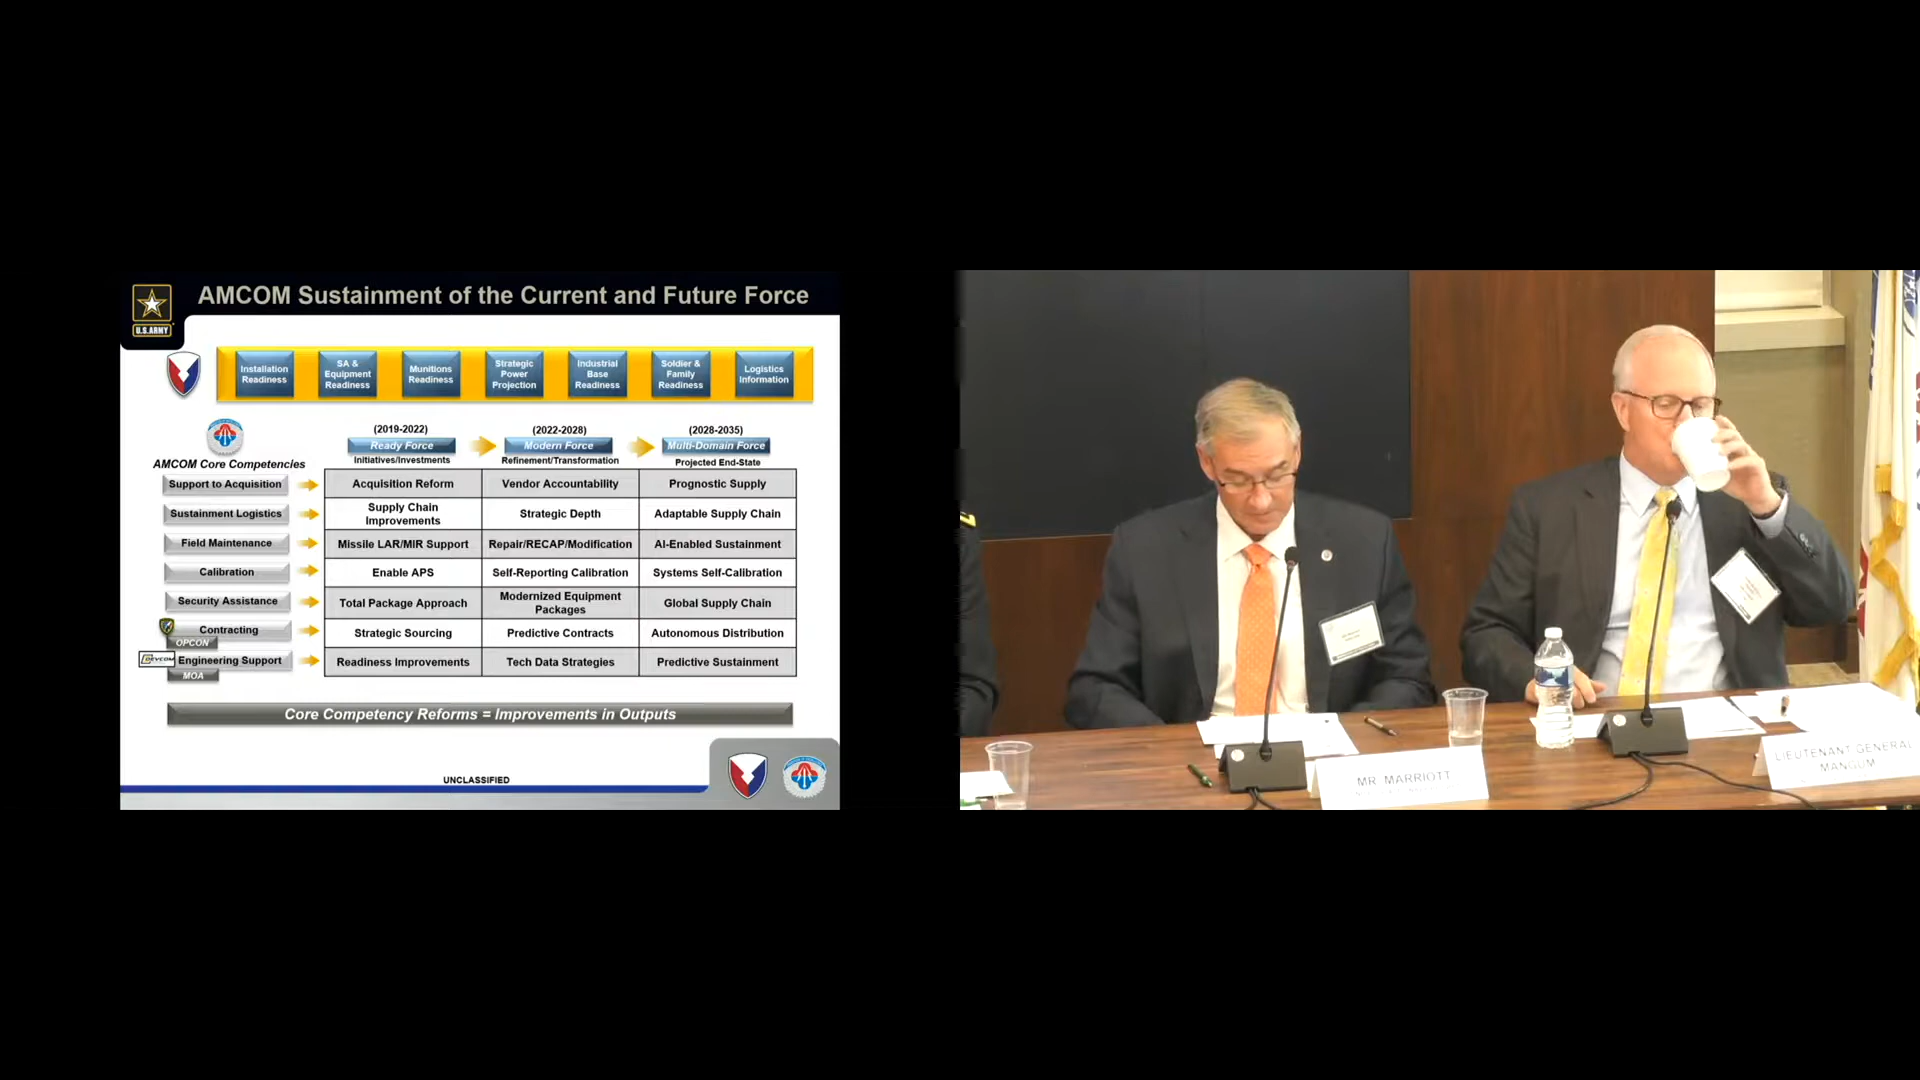 AMCOM Sustainment of the Current and Future Force
U.S.ARMY
Installation
Readiness
SA &
Equipment
Readiness
Munitions
Readiness
Strategic
Power
Projection
Industrial
Base
Readiness
Soldier &
Family
Readiness
Logistics
Information
(2019-2022)
(2022-2028)
(2028-2035)
Ready Force
Modern Force
Multi-Domain Force
Initiatives/Investments
Refinement/Transformation
Projected End-State
AMCOM Core Competencies
Support to Acquisition
Acquisition Reform
Vendor Accountability
Prognostic Supply
Sustainment Logistics
Supply Chain
Improvements
Strategic Depth
Adaptable Supply Chain
Field Maintenance
Missile LAR/MIR Support
Repair/RECAP/Modification
AI-Enabled Sustainment
Calibration
Enable APS
Self-Reporting Calibration
Systems Self-Calibration
Security Assistance
Total Package Approach
Modernized Equipment
Packages
Global Supply Chain
Contracting
OPCON
Strategic Sourcing
Predictive Contracts
Autonomous Distribution
Engineering Support
MOA
Readiness Improvements
Tech Data Strategies
Predictive Sustainment
Core Competency Reforms = Improvements in Outputs
UNCLASSIFIED
MR. MARRIOTT
LIEUTENANT GENERAL
MANGUM